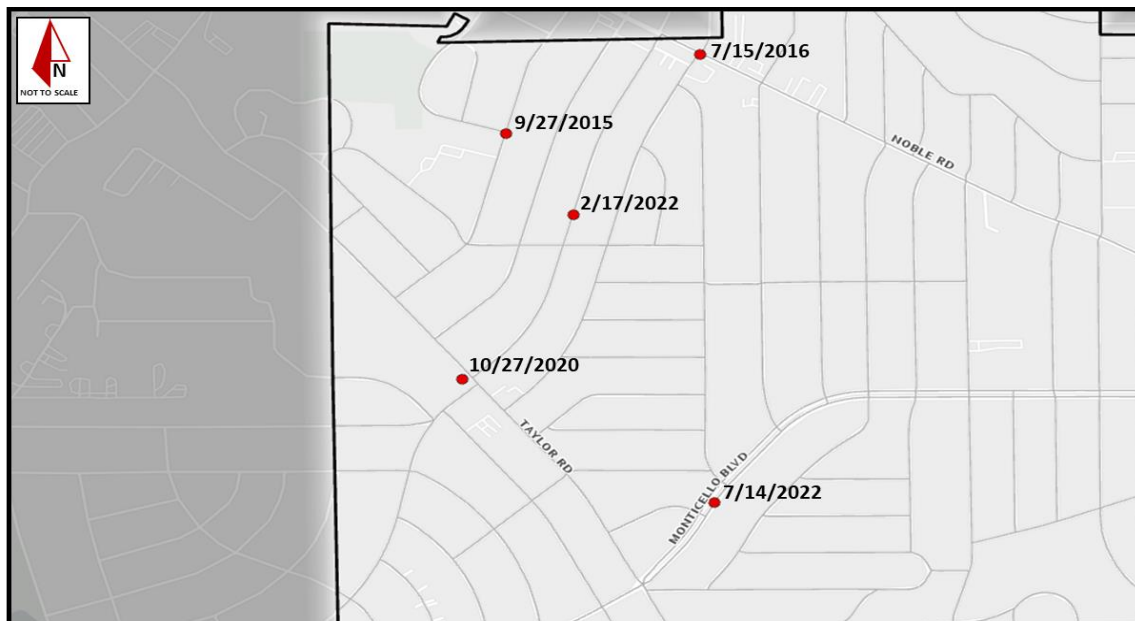 N
NOT TO SCALE
7/15/2016
9/27/2015
NOBLE RD
2/17/2022
10/27/2020
TAYLOR RD
MONTICELLO BLVD
7/14/2022